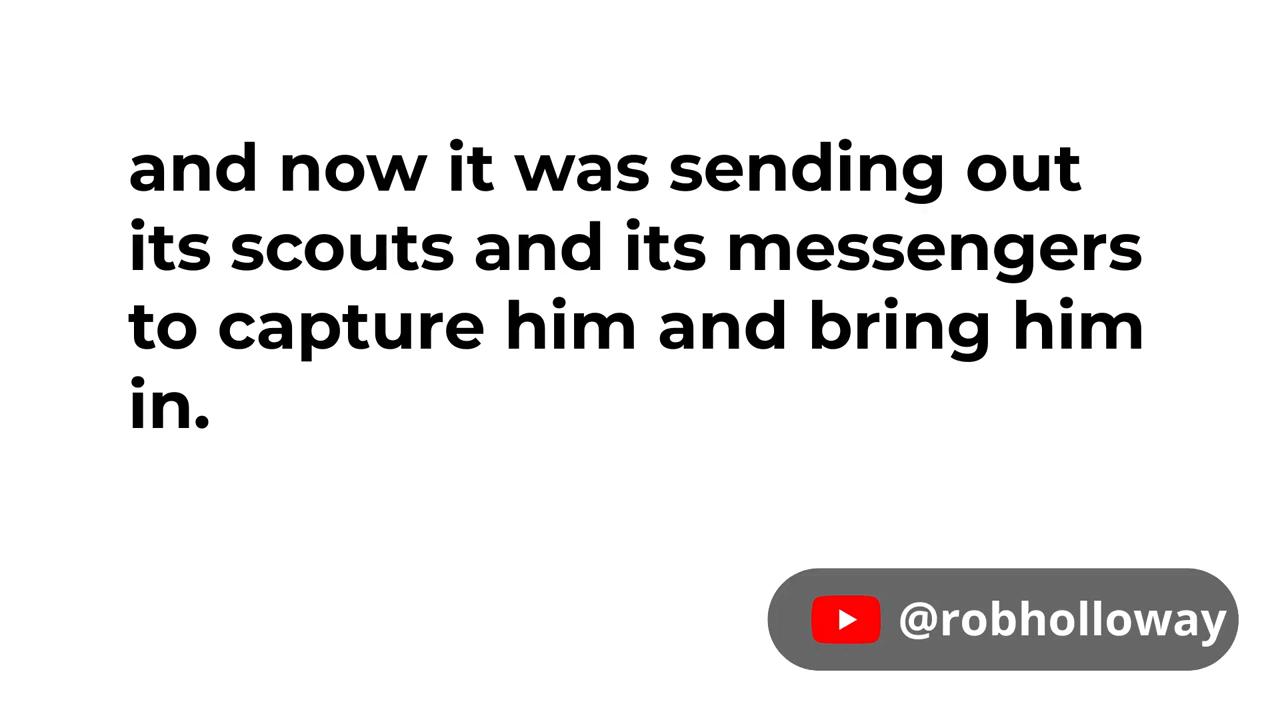 and now it was sending out
its scouts and its messengers
to capture him and bring him
in.
@robholloway